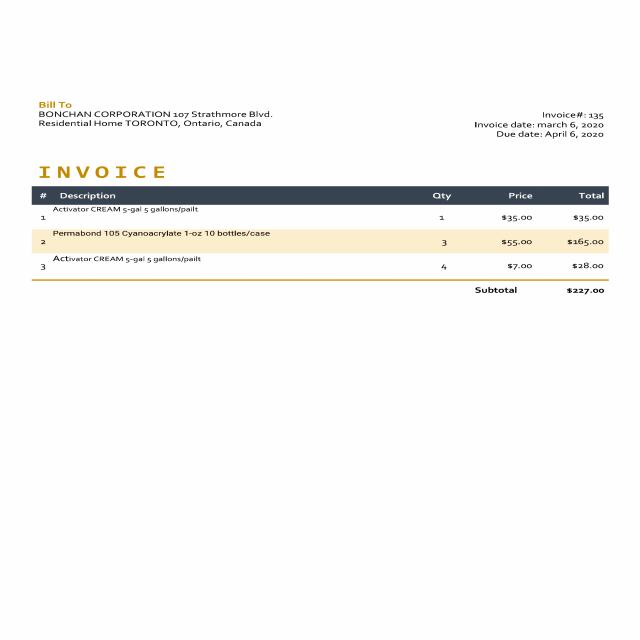 Bill To
BONCHAN CORPORATION 107 Strathmore Blvd.
Residential Home TORONTO, Ontario, Canada
Invoice#: 135
Invoice date: march 6, 2020
Due date: April 6, 2020
INVOICE
# Description Qty Price Total
1 Activator CREAM 5-gal 5 gallons/pailt 1 $35.00 $35.00
2 Permabond 105 Cyanoacrylate 1-oz 10 bottles/case 3 $55.00 $165.00
3 Activator CREAM 5-gal 5 gallons/pailt 4 $7.00 $28.00
Subtotal $227.00